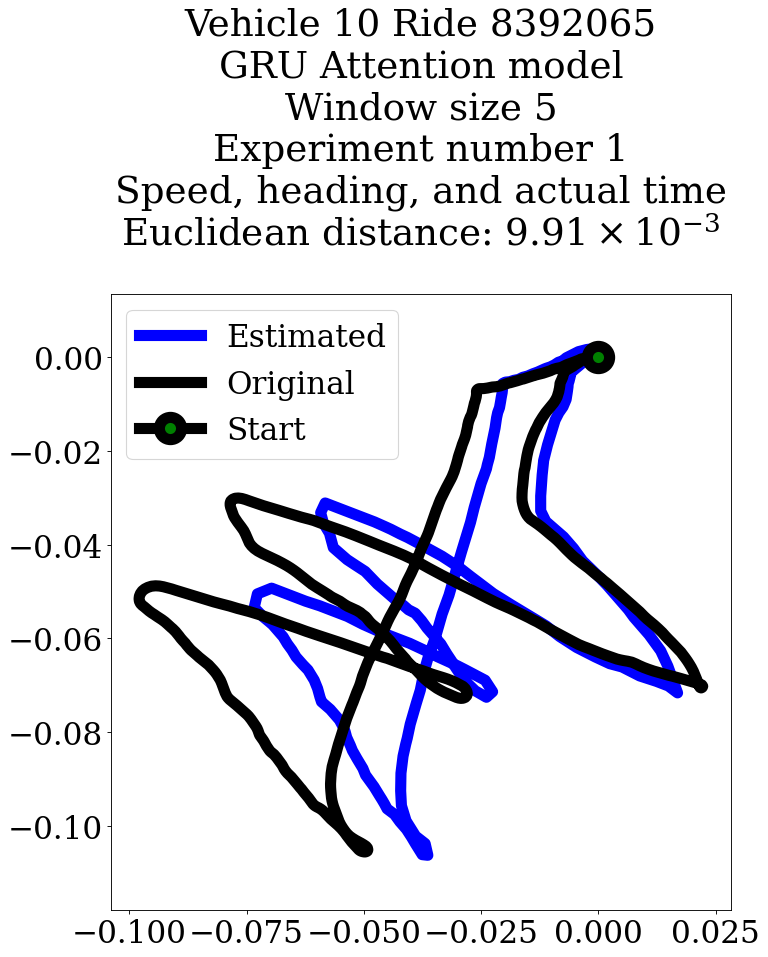 Vehicle 10 Ride 8392065
GRU Attention model
Window size 5
Experiment number 1
Speed, heading, and actual time
Euclidean distance: 9.91 × 10⁻³
Estimated
Original
Start
0.00
−0.02
−0.04
−0.06
−0.08
−0.10
−0.100 −0.075 −0.050 −0.025 0.000 0.025